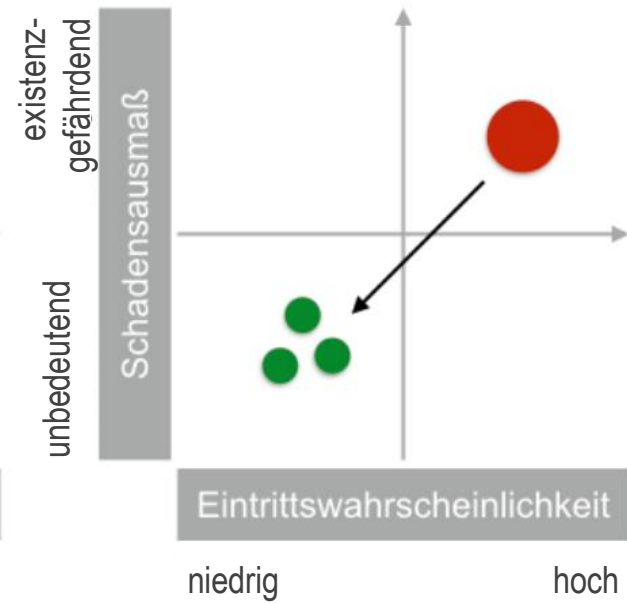 existenz-
gefährdend
Schadensausmaß
unbedeutend
Eintrittswahrscheinlichkeit
niedrig
hoch